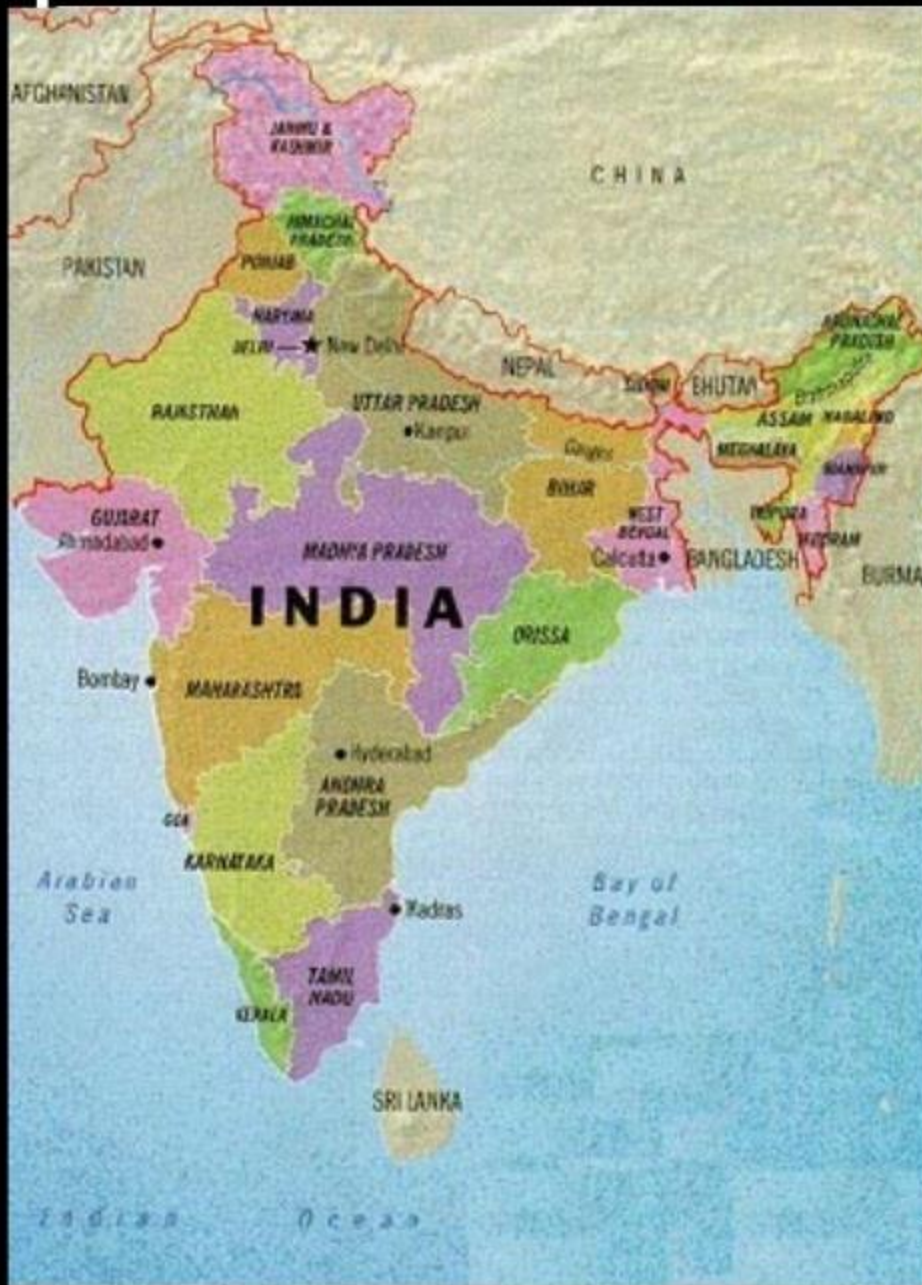 AFGHANISTAN
JAMMU &
KASHMIR
CHINA
HIMACHAL
PRADESH
PUNJAB
PAKISTAN
HARYANA
DELHI
New Delhi
ARUNACHAL
PRADESH
NEPAL
SIKKIM
BHUTAN
Brahmaputra
RAJASTHAN
UTTAR PRADESH
Kanpur
ASSAM
NAGALAND
Ganges
MEGHALAYA
MANIPUR
BIHAR
GUJARAT
Ahmadabad
WEST
BENGAL
TRIPURA
MIZORAM
MADHYA PRADESH
Calcutta
BANGLADESH
BURMA
INDIA
ORISSA
Bombay
MAHARASHTRA
Hyderabad
ANDHRA
PRADESH
GOA
KARNATAKA
Arabian
Sea
Bay of
Bengal
Madras
TAMIL
NADU
KERALA
SRI LANKA
Indian Ocean